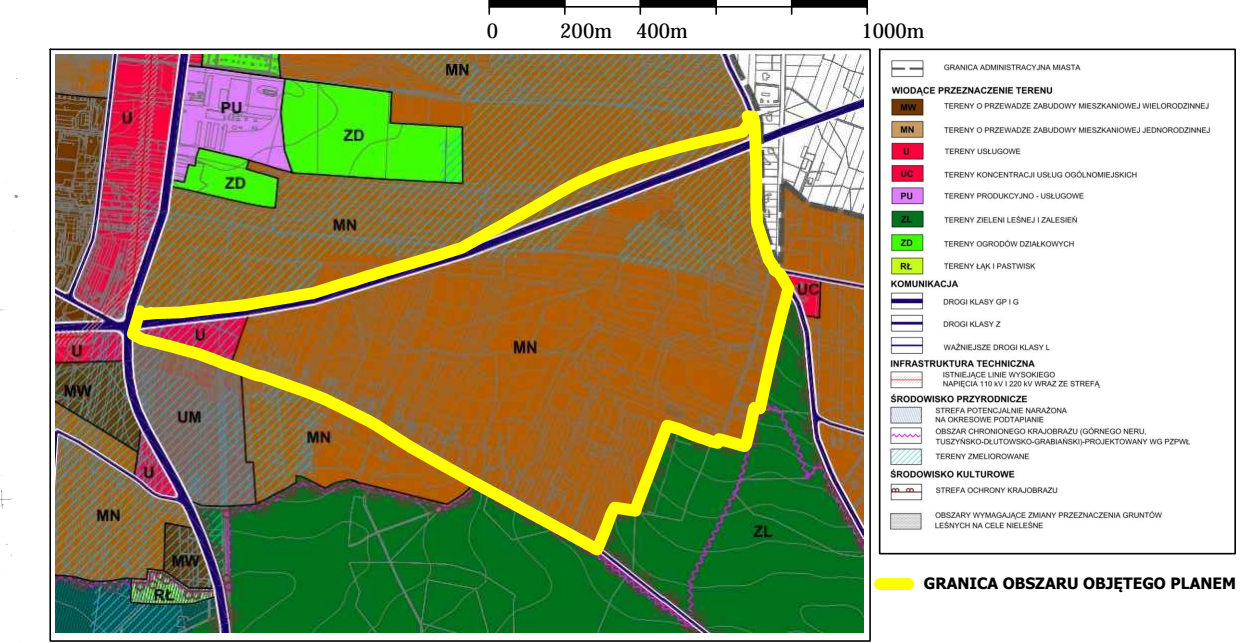 0 200m 400m 1000m
MN
U
PU
ZD
ZD
MN
UC
U
U
MN
MW
UM
MN
U
MN
ZL
MW
RŁ
GRANICA ADMINISTRACYJNA MIASTA
WIODĄCE PRZEZNACZENIE TERENU
MW TERENY O PRZEWADZE ZABUDOWY MIESZKANIOWEJ WIELORODZINNEJ
MN TERENY O PRZEWADZE ZABUDOWY MIESZKANIOWEJ JEDNORODZINNEJ
U TERENY USŁUGOWE
UC TERENY KONCENTRACJI USŁUG OGÓLNOMIEJSKICH
PU TERENY PRODUKCYJNO - USŁUGOWE
ZL TERENY ZIELENI LEŚNEJ I ZALESIEŃ
ZD TERENY OGRODÓW DZIAŁKOWYCH
RŁ TERENY ŁĄK I PASTWISK
KOMUNIKACJA
DROGI KLASY GP I G
DROGI KLASY Z
WAŻNIEJSZE DROGI KLASY L
INFRASTRUKTURA TECHNICZNA
ISTNIEJĄCE LINIE WYSOKIEGO
NAPIĘCIA 110 kV I 220 kV WRAZ ZE STREFĄ
ŚRODOWISKO PRZYRODNICZE
STREFA POTENCJALNIE NARAŻONA
NA OKRESOWE PODTAPIANIE
OBSZAR CHRONIONEGO KRAJOBRAZU (GÓRNEGO NERU,
TUSZYŃSKO-DŁUTOWSKO-GRABIAŃSKI)-PROJEKTOWANY WG PZPWŁ
TERENY ZMELIOROWANE
ŚRODOWISKO KULTUROWE
STREFA OCHRONY KRAJOBRAZU
OBSZARY WYMAGAJĄCE ZMIANY PRZEZNACZENIA GRUNTÓW
LEŚNYCH NA CELE NIELEŚNE
GRANICA OBSZARU OBJĘTEGO PLANEM